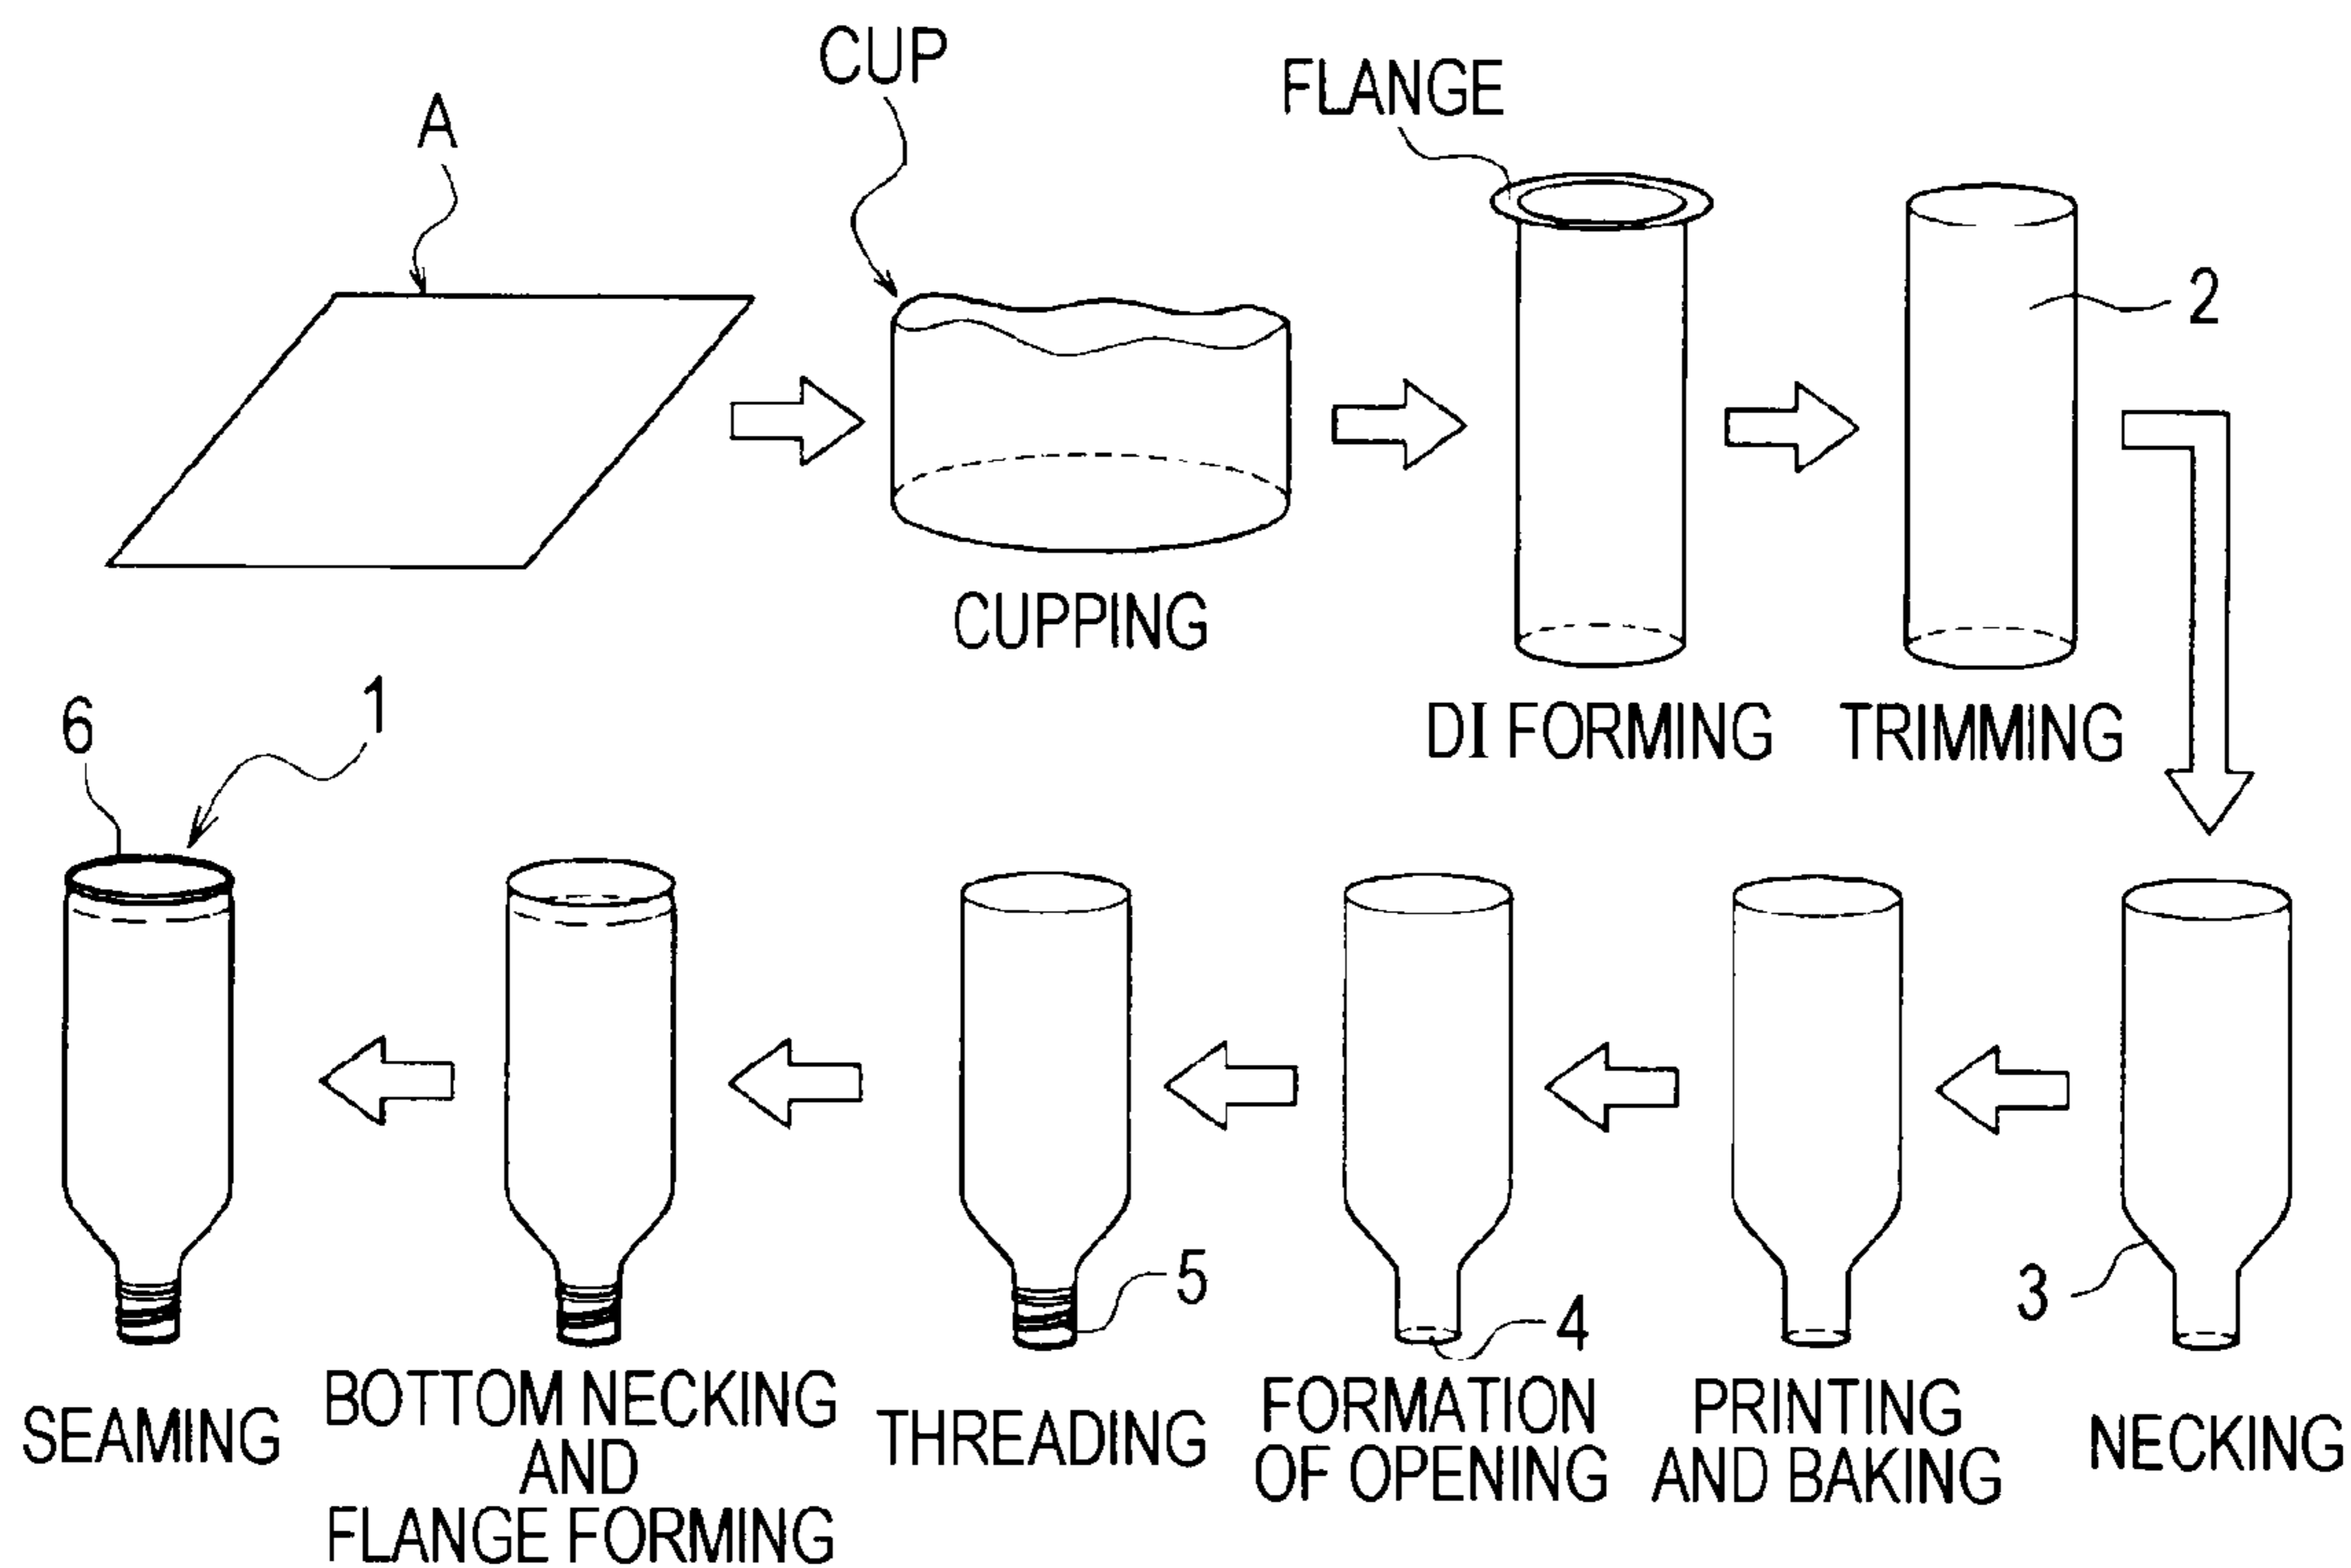 CUP
FLANGE
A
2
CUPPING
DI FORMING
TRIMMING
6
1
5
4
3
SEAMING
BOTTOM NECKING
AND
FLANGE FORMING
THREADING
FORMATION
OF OPENING
PRINTING
AND BAKING
NECKING